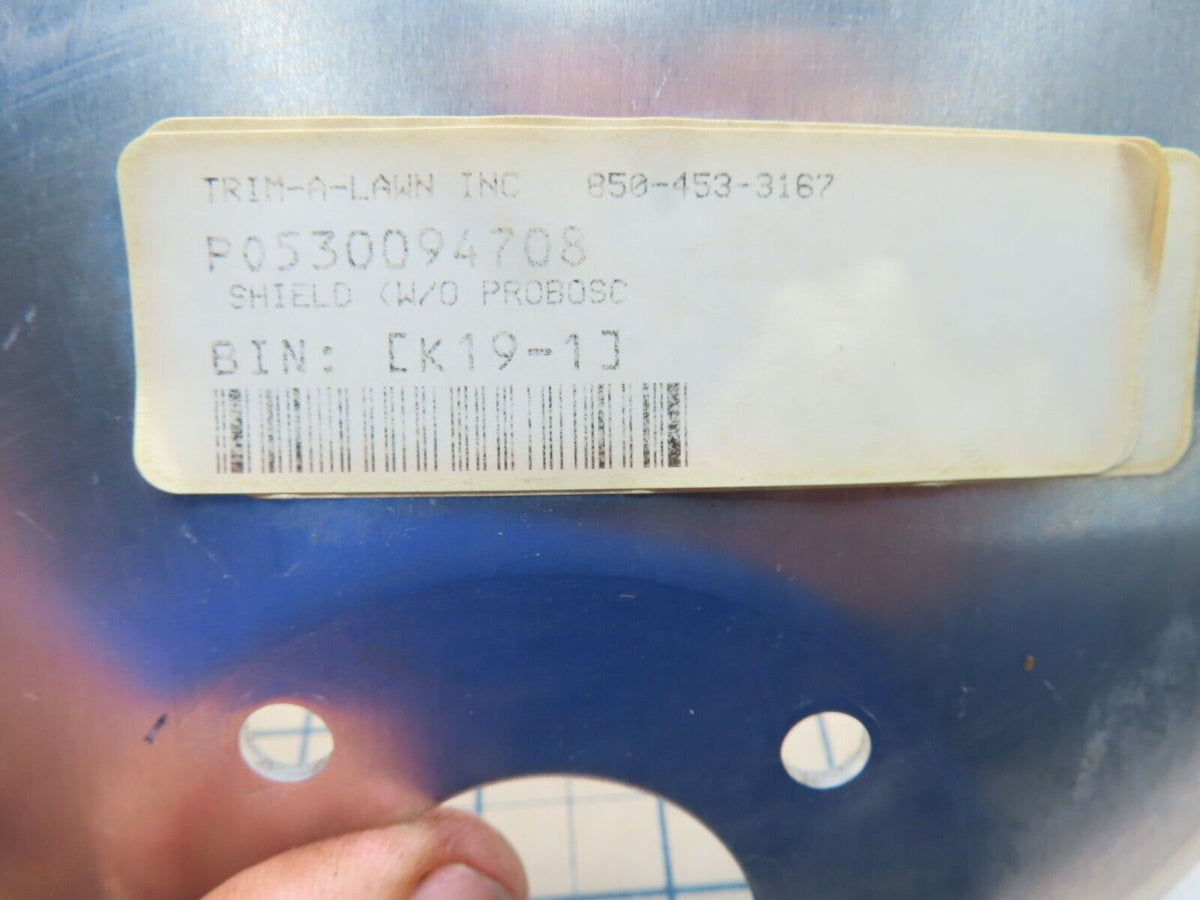 TRIM-A-LAWN INC 850-453-3167
P0530094708
SHIELD (W/O PROBOSC
BIN: [K19-1]